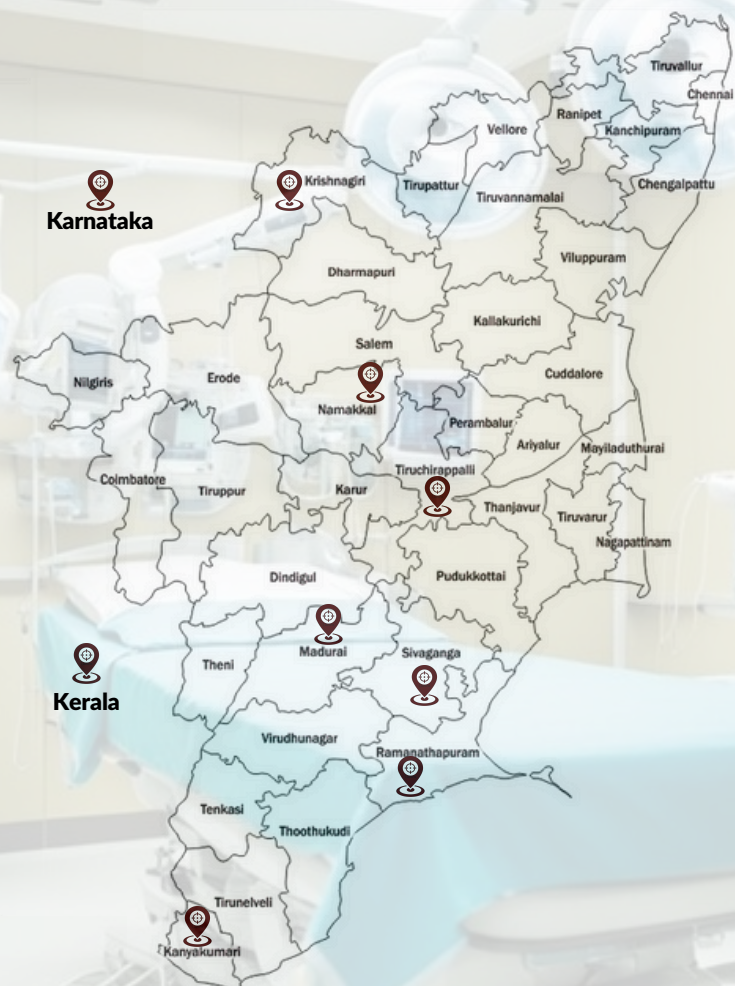 Tiruvallur
Chennai
Ranipet
Vellore
Kanchipuram
Krishnagiri
Tirupattur
Chengalpattu
Tiruvannamalai
Karnataka
Viluppuram
Dharmapuri
Kallakurichi
Salem
Cuddalore
Nilgiris
Erode
Namakkal
Perambalur
Ariyalur
Mayiladuthurai
Tiruchirappalli
Coimbatore
Tiruppur
Karur
Thanjavur
Tiruvarur
Nagapattinam
Dindigul
Pudukkottai
Madurai
Sivaganga
Theni
Kerala
Virudhunagar
Ramanathapuram
Tenkasi
Thoothukudi
Tirunelveli
Kanyakumari